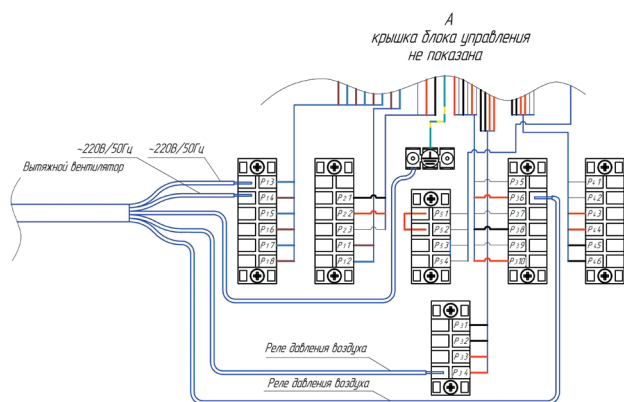 А
крышка блока управления
не показана
~220В/50Гц
~220В/50Гц
Вытяжной вентилятор
Р13
Р14
Р15
Р16
Р17
Р18
Р21
Р22
Р23
Р11
Р12
Р51
Р52
Р53
Р54
Р35
Р36
Р37
Р38
Р39
Р310
Р41
Р42
Р43
Р44
Р45
Р46
Р31
Р32
Р33
Р34
Реле давления воздуха
Реле давления воздуха